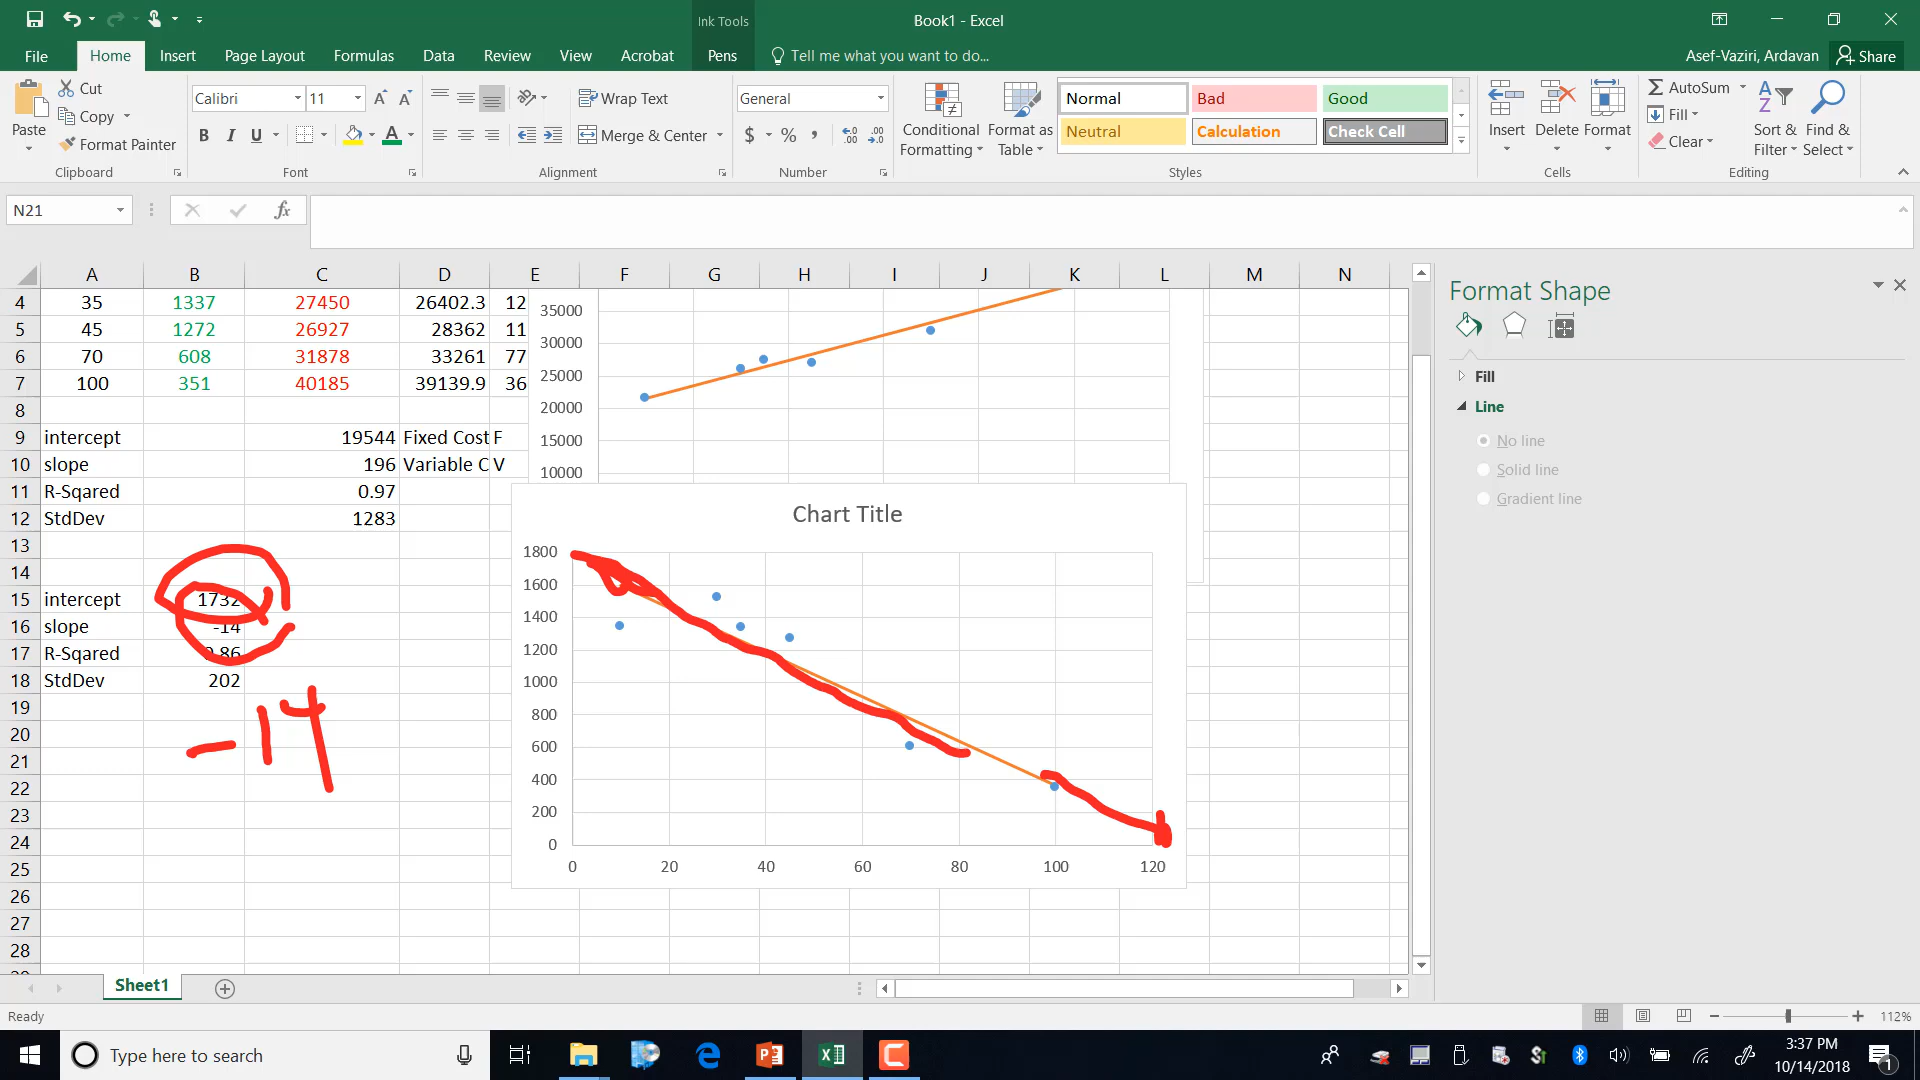 Ink Tools
Book1 - Excel
File Home Insert Page Layout Formulas Data Review View Acrobat Pens Tell me what you want to do...
Asef-Vaziri, Ardavan Share
Paste
Cut
Copy
Format Painter
Clipboard
Calibri 11
B I U
Font
Wrap Text
Merge & Center
Alignment
General
$ % ,
Number
Conditional Formatting
Format as Table
Normal Bad Good
Neutral Calculation Check Cell
Styles
Insert Delete Format
Cells
AutoSum
Fill
Clear
Sort & Filter
Find & Select
Editing
N21 fx
A B C D E F G H I J K L M N
4 35 1337 27450 26402.3 12
5 45 1272 26927 28362 11
6 70 608 31878 33261 77
7 100 351 40185 39139.9 36
8
9 intercept 19544 Fixed Cost F
10 slope 196 Variable C V
11 R-Sqared 0.97
12 StdDev 1283
13
14
15 intercept 1732
16 slope -14
17 R-Sqared 0.86
18 StdDev 202
19
20
21
22
23
24
25
26
27
28
-14
35000
30000
25000
20000
15000
10000
Chart Title
1800
1600
1400
1200
1000
800
600
400
200
0
0 20 40 60 80 100 120
Format Shape
Fill
Line
No line
Solid line
Gradient line
Sheet1
Ready
112%
Type here to search
3:37 PM
10/14/2018
1